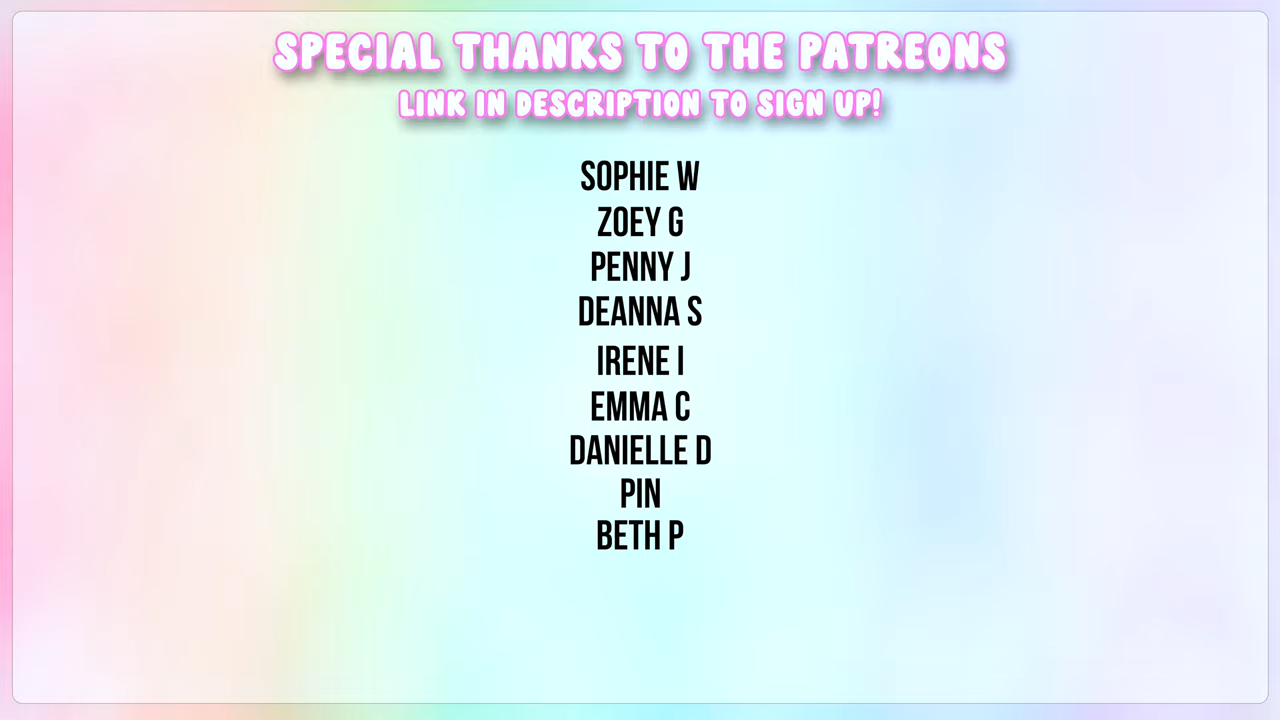 SPECIAL THANKS TO THE PATREONS
LINK IN DESCRIPTION TO SIGN UP!
SOPHIE W
ZOEY G
PENNY J
DEANNA S
IRENE I
EMMA C
DANIELLE D
PIN
BETH P